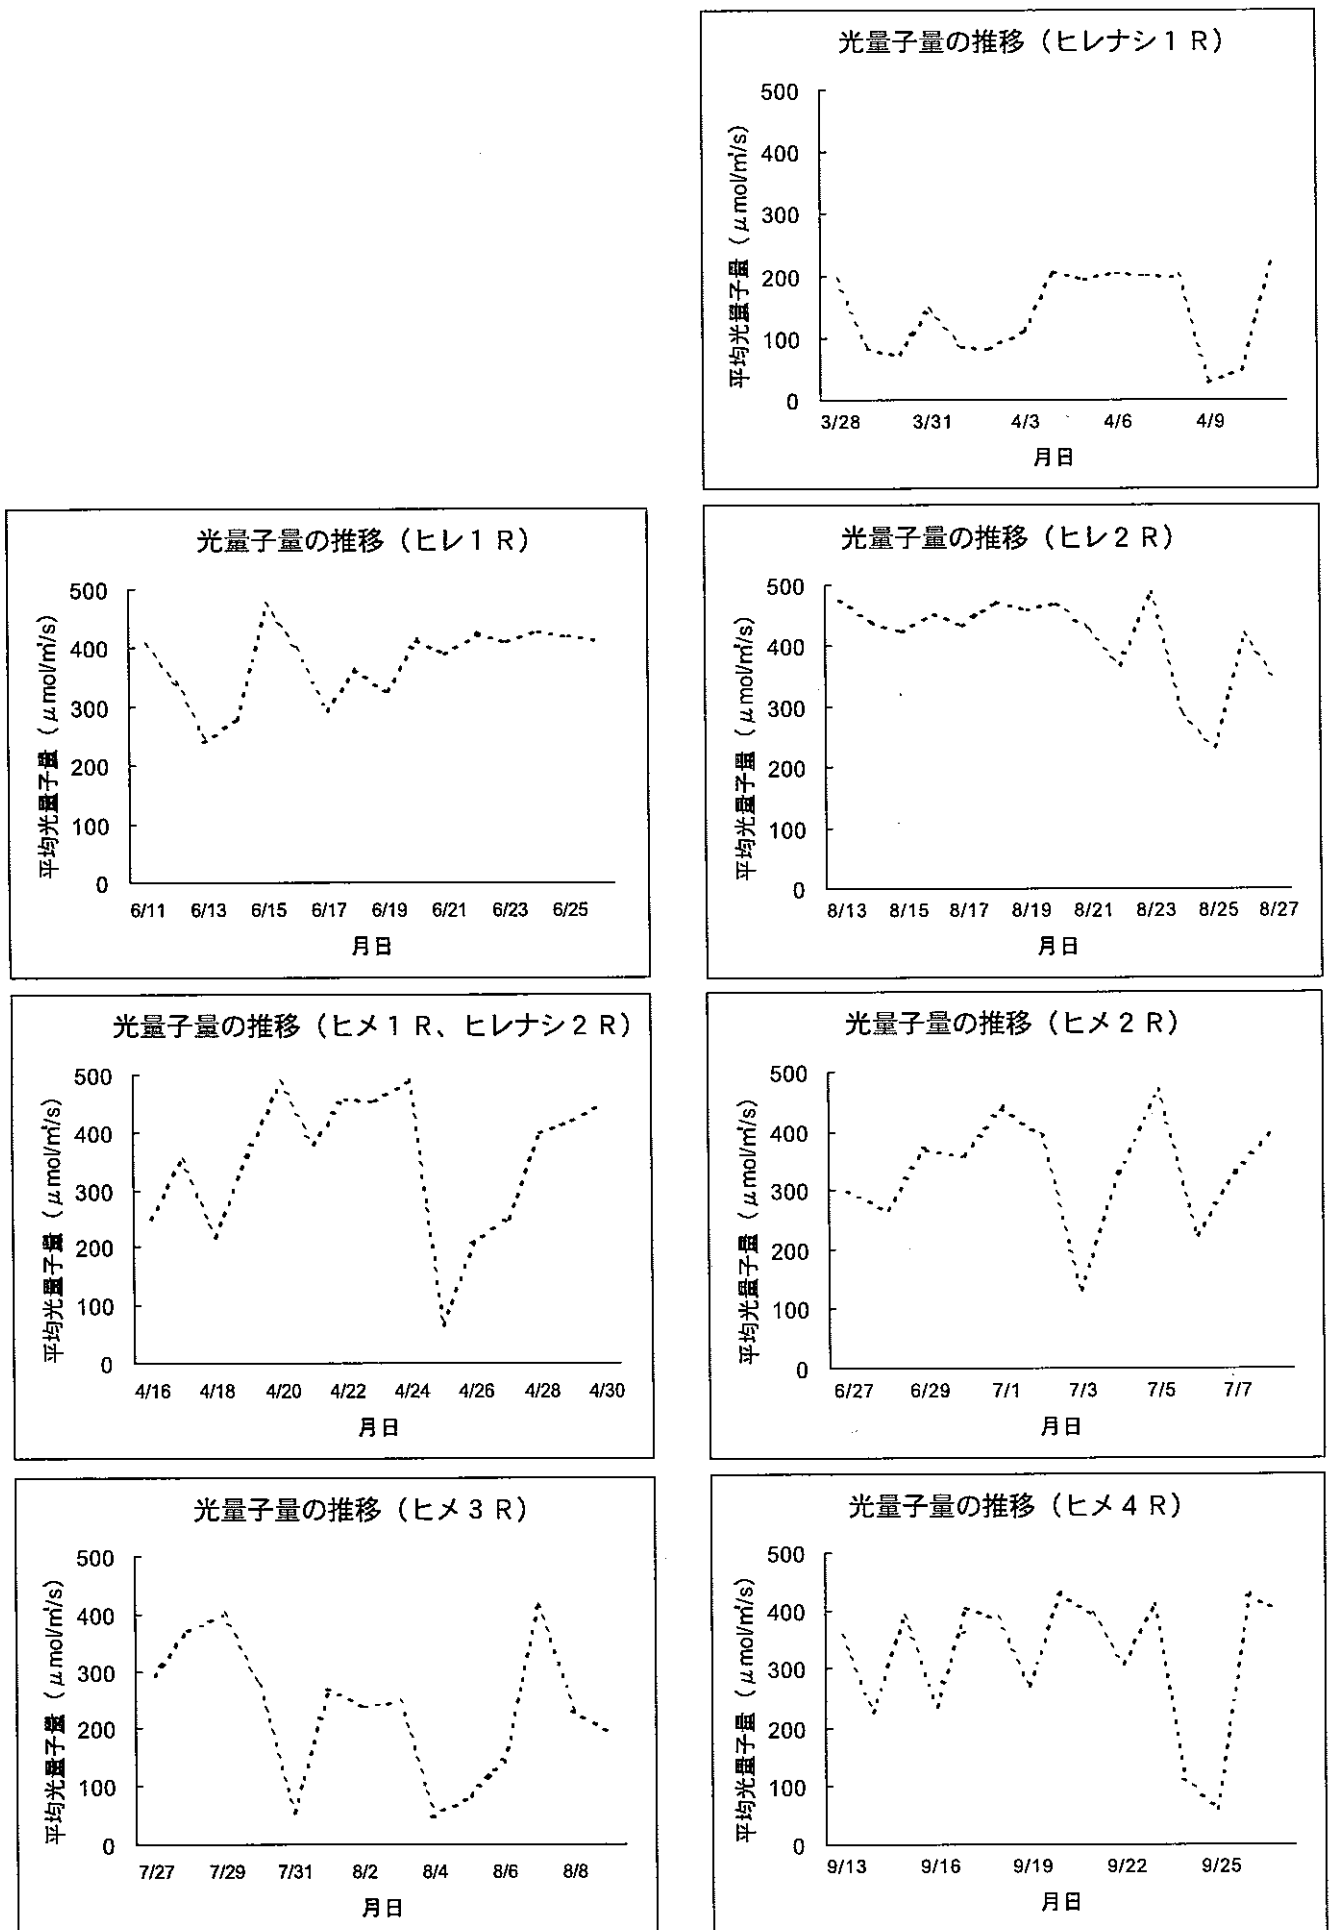 光量子量の推移（ヒレナシ１Ｒ）
平均光量子量（μmol/㎡/s）
500
400
300
200
100
0
3/28 3/31 4/3 4/6 4/9
月日
光量子量の推移（ヒレ１Ｒ）
平均光量子量（μmol/㎡/s）
500
400
300
200
100
0
6/11 6/13 6/15 6/17 6/19 6/21 6/23 6/25
月日
光量子量の推移（ヒレ２Ｒ）
平均光量子量（μmol/㎡/s）
500
400
300
200
100
0
8/13 8/15 8/17 8/19 8/21 8/23 8/25 8/27
月日
光量子量の推移（ヒメ１Ｒ、ヒレナシ２Ｒ）
平均光量子量（μmol/㎡/s）
500
400
300
200
100
0
4/16 4/18 4/20 4/22 4/24 4/26 4/28 4/30
月日
光量子量の推移（ヒメ２Ｒ）
平均光量子量（μmol/㎡/s）
500
400
300
200
100
0
6/27 6/29 7/1 7/3 7/5 7/7
月日
光量子量の推移（ヒメ３Ｒ）
平均光量子量（μmol/㎡/s）
500
400
300
200
100
0
7/27 7/29 7/31 8/2 8/4 8/6 8/8
月日
光量子量の推移（ヒメ４Ｒ）
平均光量子量（μmol/㎡/s）
500
400
300
200
100
0
9/13 9/16 9/19 9/22 9/25
月日